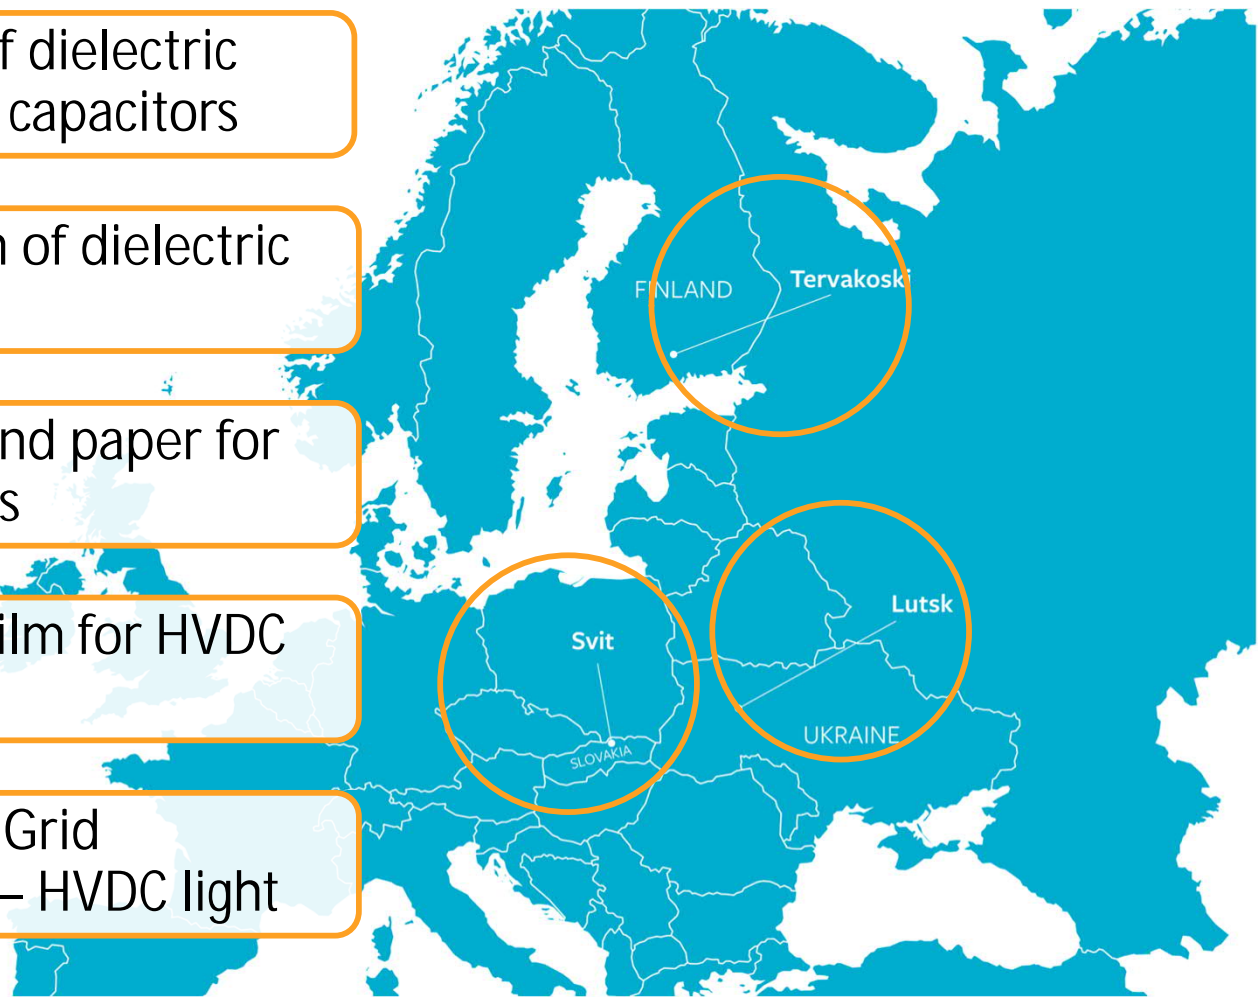 f dielectric
capacitors
n of dielectric
nd paper for
s
ilm for HVDC
Grid
– HVDC light
FINLAND
Tervakoski
Lutsk
Svit
UKRAINE
SLOVAKIA